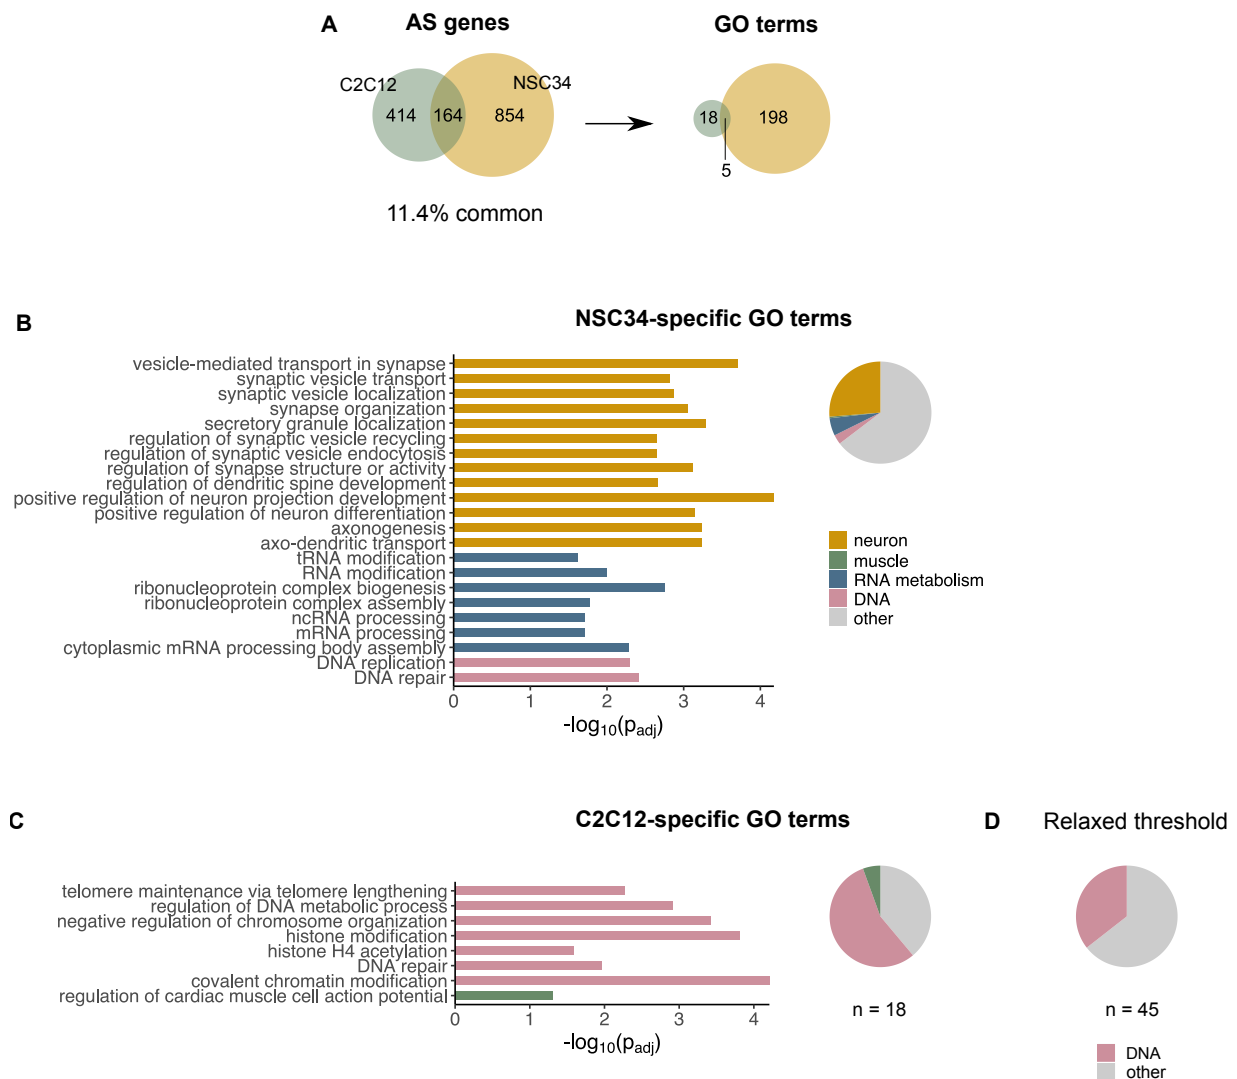 A
AS genes
GO terms
C2C12
NSC34
414
164
854
18
198
5
11.4% common
B
NSC34-specific GO terms
vesicle-mediated transport in synapse
synaptic vesicle transport
synaptic vesicle localization
synapse organization
secretory granule localization
regulation of synaptic vesicle recycling
regulation of synaptic vesicle endocytosis
regulation of synapse structure or activity
regulation of dendritic spine development
positive regulation of neuron projection development
positive regulation of neuron differentiation
axonogenesis
axo-dendritic transport
tRNA modification
RNA modification
ribonucleoprotein complex biogenesis
ribonucleoprotein complex assembly
ncRNA processing
mRNA processing
cytoplasmic mRNA processing body assembly
DNA replication
DNA repair
0 1 2 3 4
-log10(padj)
neuron
muscle
RNA metabolism
DNA
other
C
C2C12-specific GO terms
telomere maintenance via telomere lengthening
regulation of DNA metabolic process
negative regulation of chromosome organization
histone modification
histone H4 acetylation
DNA repair
covalent chromatin modification
regulation of cardiac muscle cell action potential
0 1 2 3 4
-log10(padj)
n = 18
D
Relaxed threshold
n = 45
DNA
other